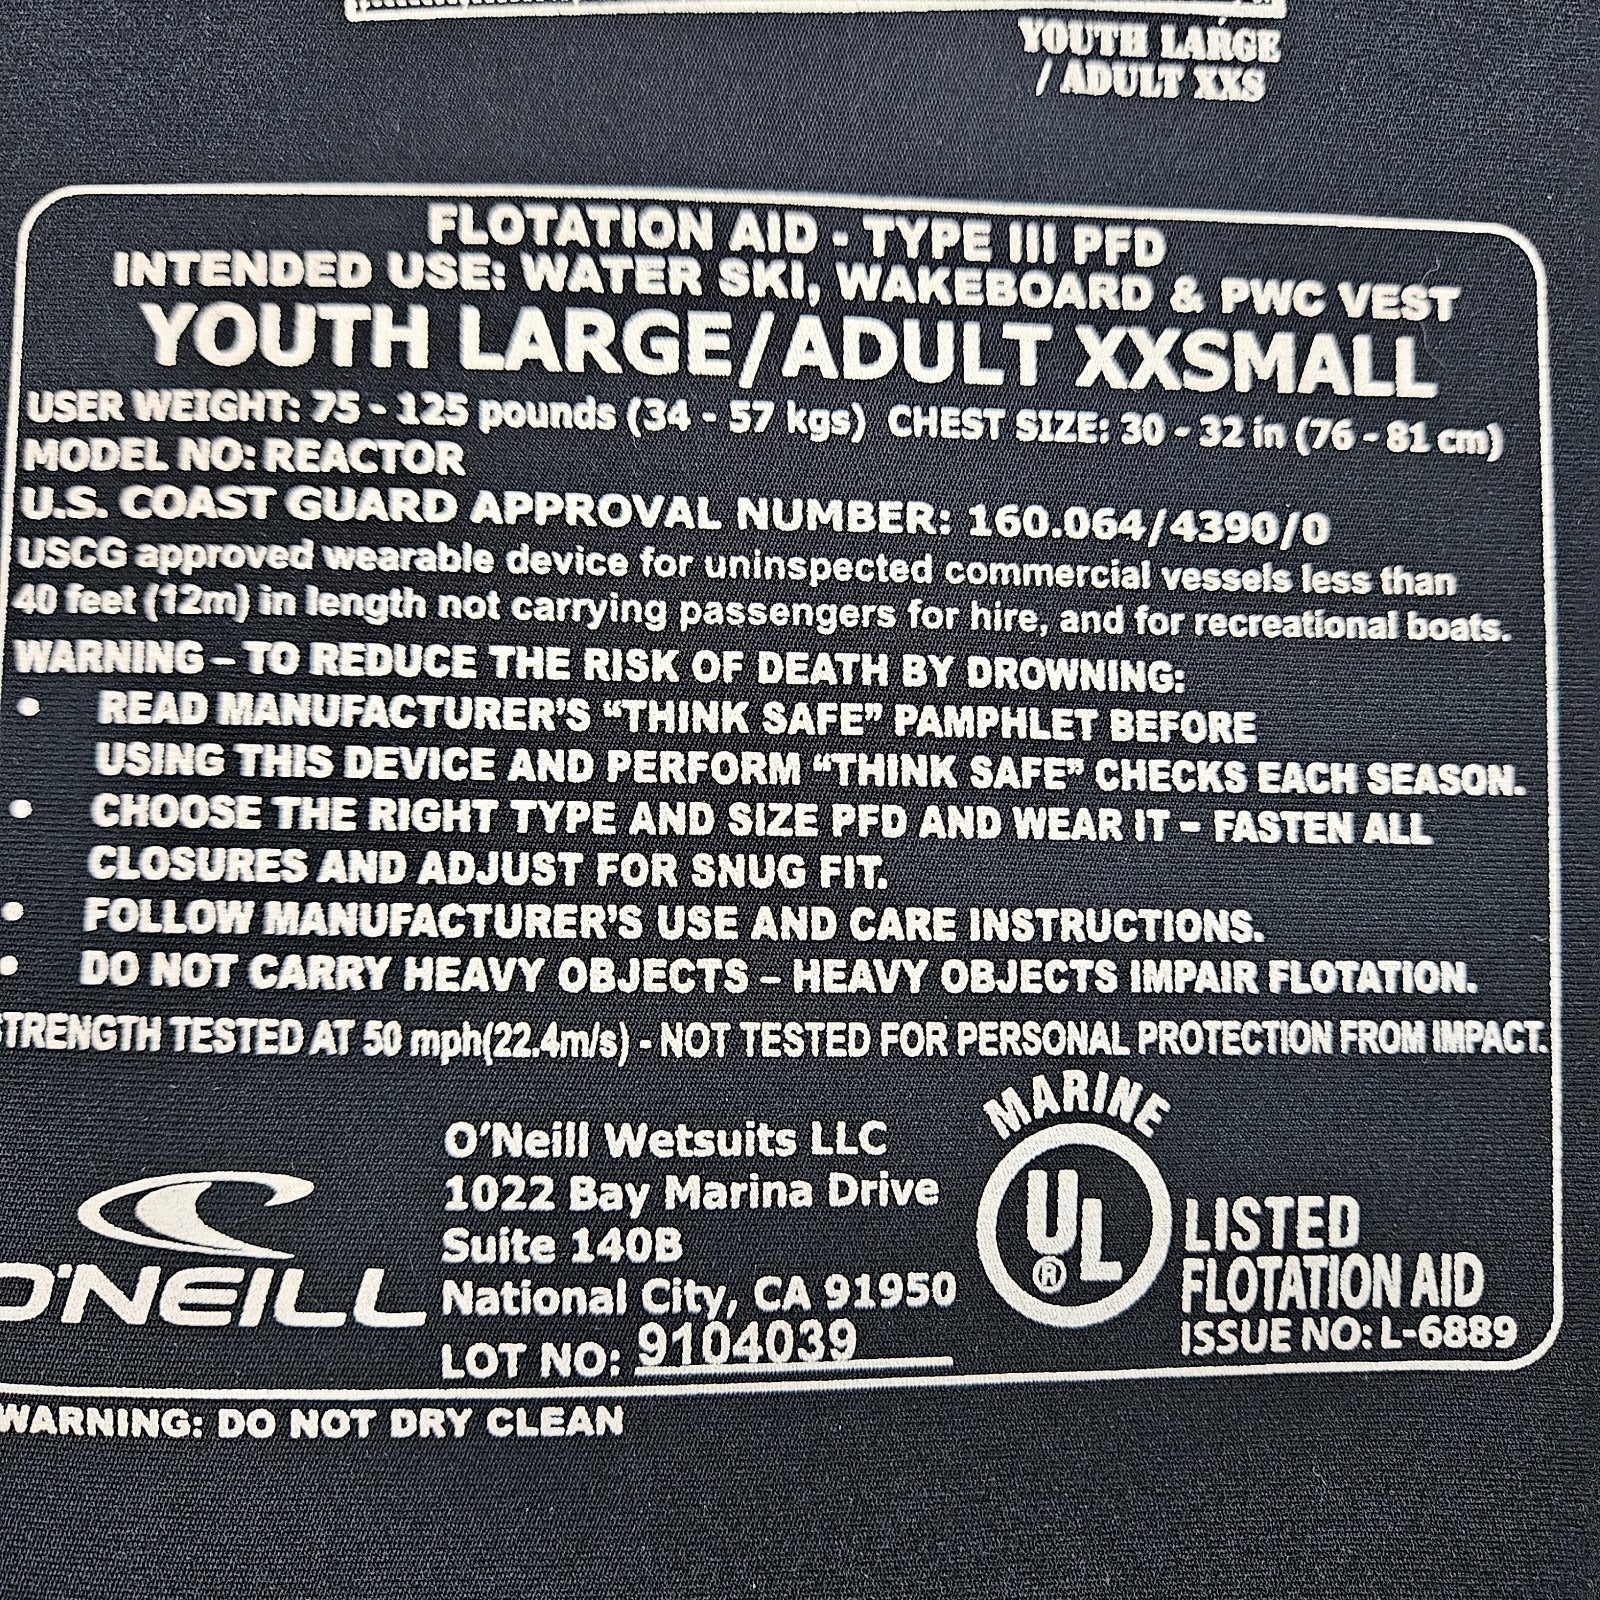 YOUTH LARGE
/ ADULT XXS
FLOTATION AID - TYPE III PFD
INTENDED USE: WATER SKI, WAKEBOARD & PWC VEST
YOUTH LARGE/ADULT XXSMALL
USER WEIGHT: 75 - 125 pounds (34 - 57 kgs) CHEST SIZE: 30 - 32 in (76 - 81 cm)
MODEL NO: REACTOR
U.S. COAST GUARD APPROVAL NUMBER: 160.064/4390/0
USCG approved wearable device for uninspected commercial vessels less than
40 feet (12m) in length not carrying passengers for hire, and for recreational boats.
WARNING – TO REDUCE THE RISK OF DEATH BY DROWNING:
• READ MANUFACTURER'S “THINK SAFE” PAMPHLET BEFORE
USING THIS DEVICE AND PERFORM “THINK SAFE” CHECKS EACH SEASON.
• CHOOSE THE RIGHT TYPE AND SIZE PFD AND WEAR IT – FASTEN ALL
CLOSURES AND ADJUST FOR SNUG FIT.
• FOLLOW MANUFACTURER'S USE AND CARE INSTRUCTIONS.
• DO NOT CARRY HEAVY OBJECTS – HEAVY OBJECTS IMPAIR FLOTATION.
STRENGTH TESTED AT 50 mph(22.4m/s) - NOT TESTED FOR PERSONAL PROTECTION FROM IMPACT.
O'NEILL
O'Neill Wetsuits LLC
1022 Bay Marina Drive
Suite 140B
National City, CA 91950
LOT NO: 9104039
MARINE
UL ®
LISTED
FLOTATION AID
ISSUE NO: L-6889
WARNING: DO NOT DRY CLEAN